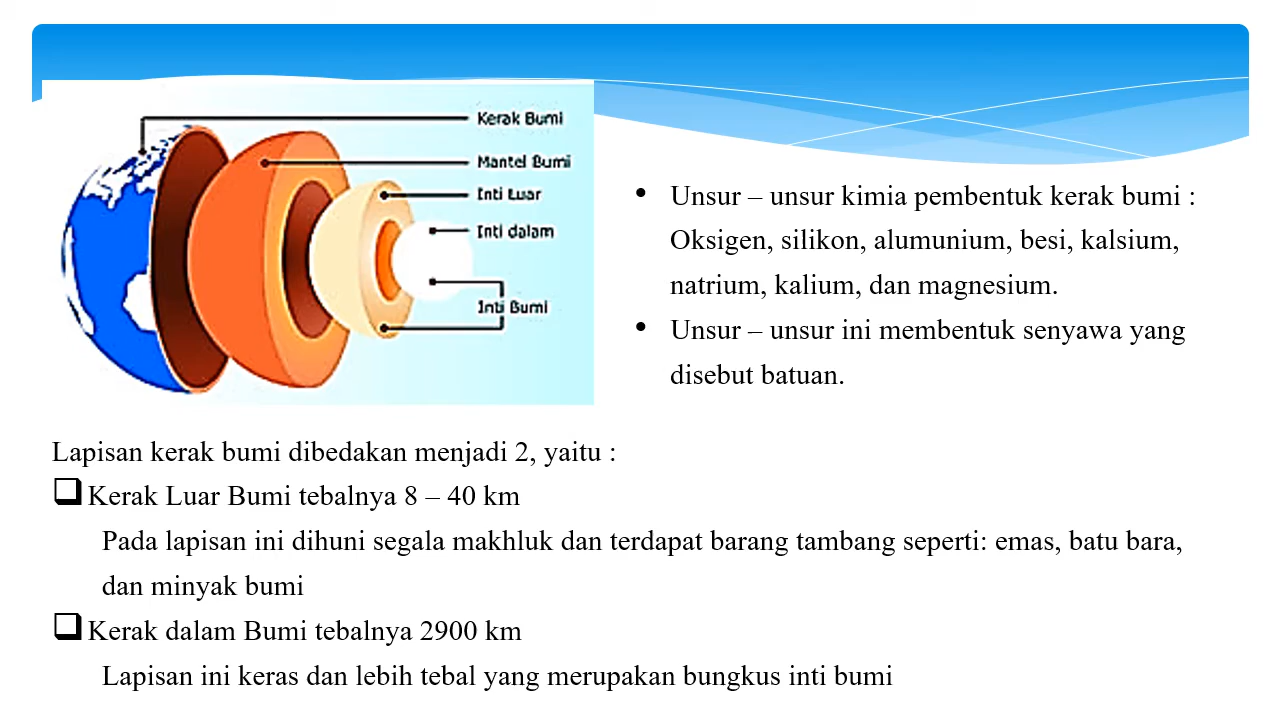 Kerak Bumi
Mantel Bumi
Inti Luar
Inti dalam
Inti Bumi
• Unsur – unsur kimia pembentuk kerak bumi :
Oksigen, silikon, alumunium, besi, kalsium,
natrium, kalium, dan magnesium.
• Unsur – unsur ini membentuk senyawa yang
disebut batuan.
Lapisan kerak bumi dibedakan menjadi 2, yaitu :
❑ Kerak Luar Bumi tebalnya 8 – 40 km
Pada lapisan ini dihuni segala makhluk dan terdapat barang tambang seperti: emas, batu bara,
dan minyak bumi
❑ Kerak dalam Bumi tebalnya 2900 km
Lapisan ini keras dan lebih tebal yang merupakan bungkus inti bumi